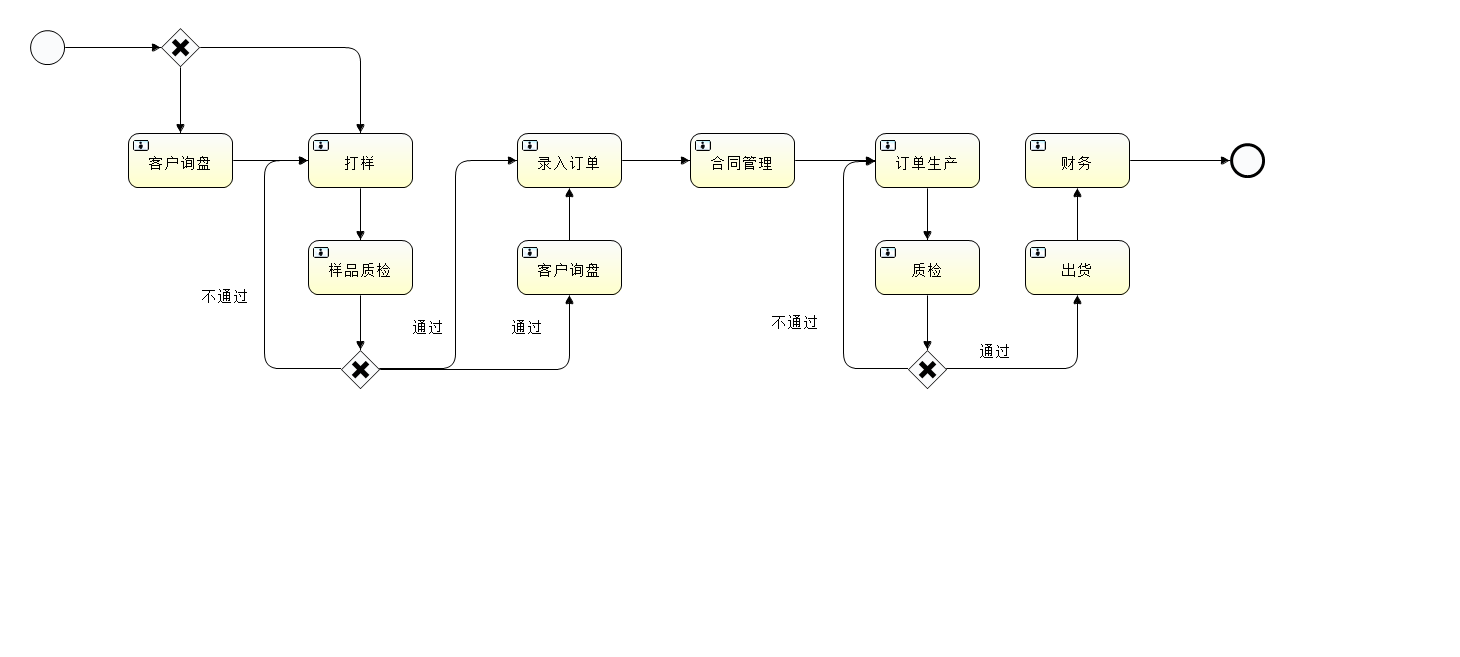 客户询盘
打样
录入订单
合同管理
订单生产
财务
样品质检
客户询盘
质检
出货
不通过
通过
通过
不通过
通过